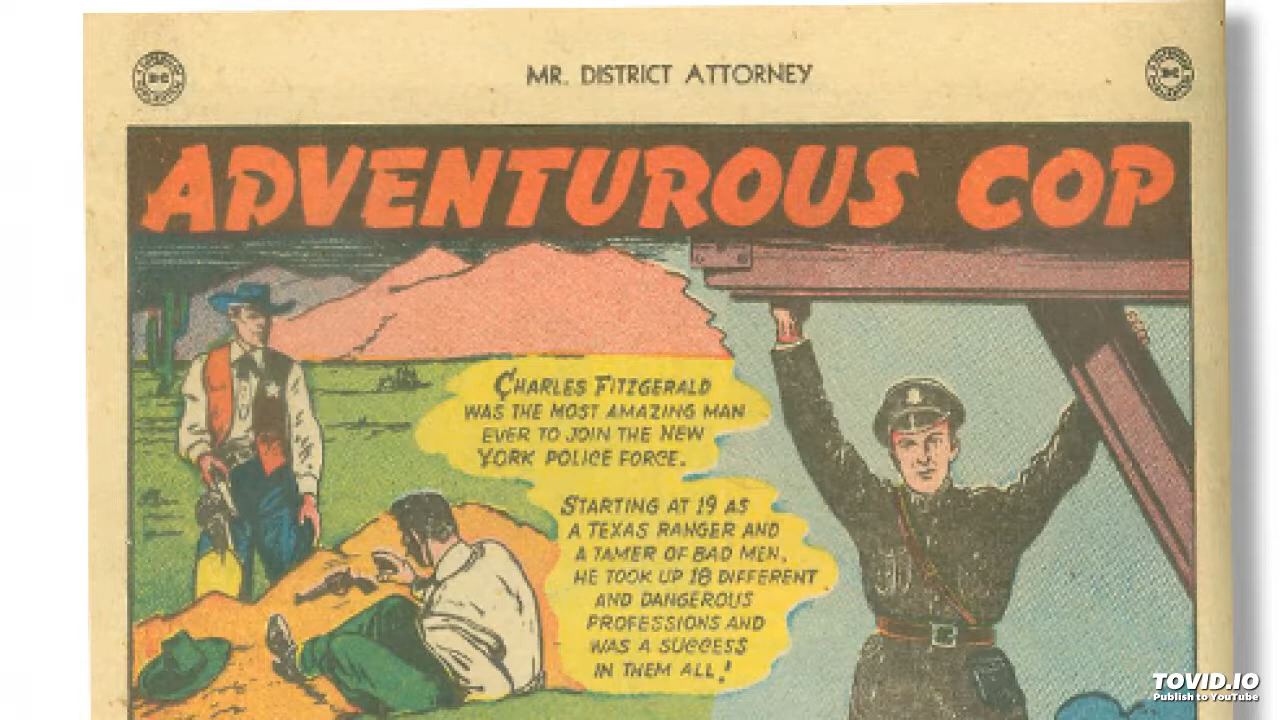 MR. DISTRICT ATTORNEY
ADVENTUROUS COP
CHARLES FITZGERALD
WAS THE MOST AMAZING MAN
EVER TO JOIN THE NEW
YORK POLICE FORCE.
STARTING AT 19 AS
A TEXAS RANGER AND
A TAMER OF BAD MEN,
HE TOOK UP 18 DIFFERENT
AND DANGEROUS
PROFESSIONS AND
WAS A SUCCESS
IN THEM ALL!
TOVID.IO
Publish to YouTube